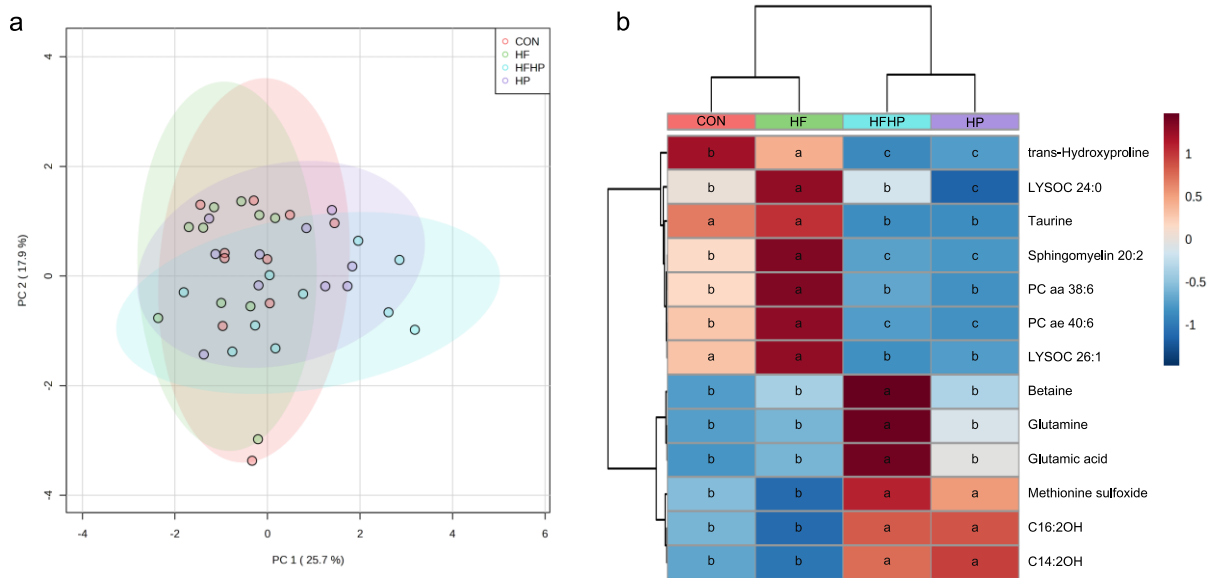 a
CON
HF
HFHP
HP
4
2
0
-2
-4
PC 2 ( 17.9 %)
-4
-2
0
2
4
6
PC 1 ( 25.7 %)
b
CON HF HFHP HP
b a c c trans-Hydroxyproline
b a b c LYSOC 24:0
a a b b Taurine
b a c c Sphingomyelin 20:2
b a b b PC aa 38:6
b a c c PC ae 40:6
a a b b LYSOC 26:1
b b a b Betaine
b b a b Glutamine
b b a b Glutamic acid
b b a a Methionine sulfoxide
b b a a C16:2OH
b b a a C14:2OH
1
0.5
0
-0.5
-1